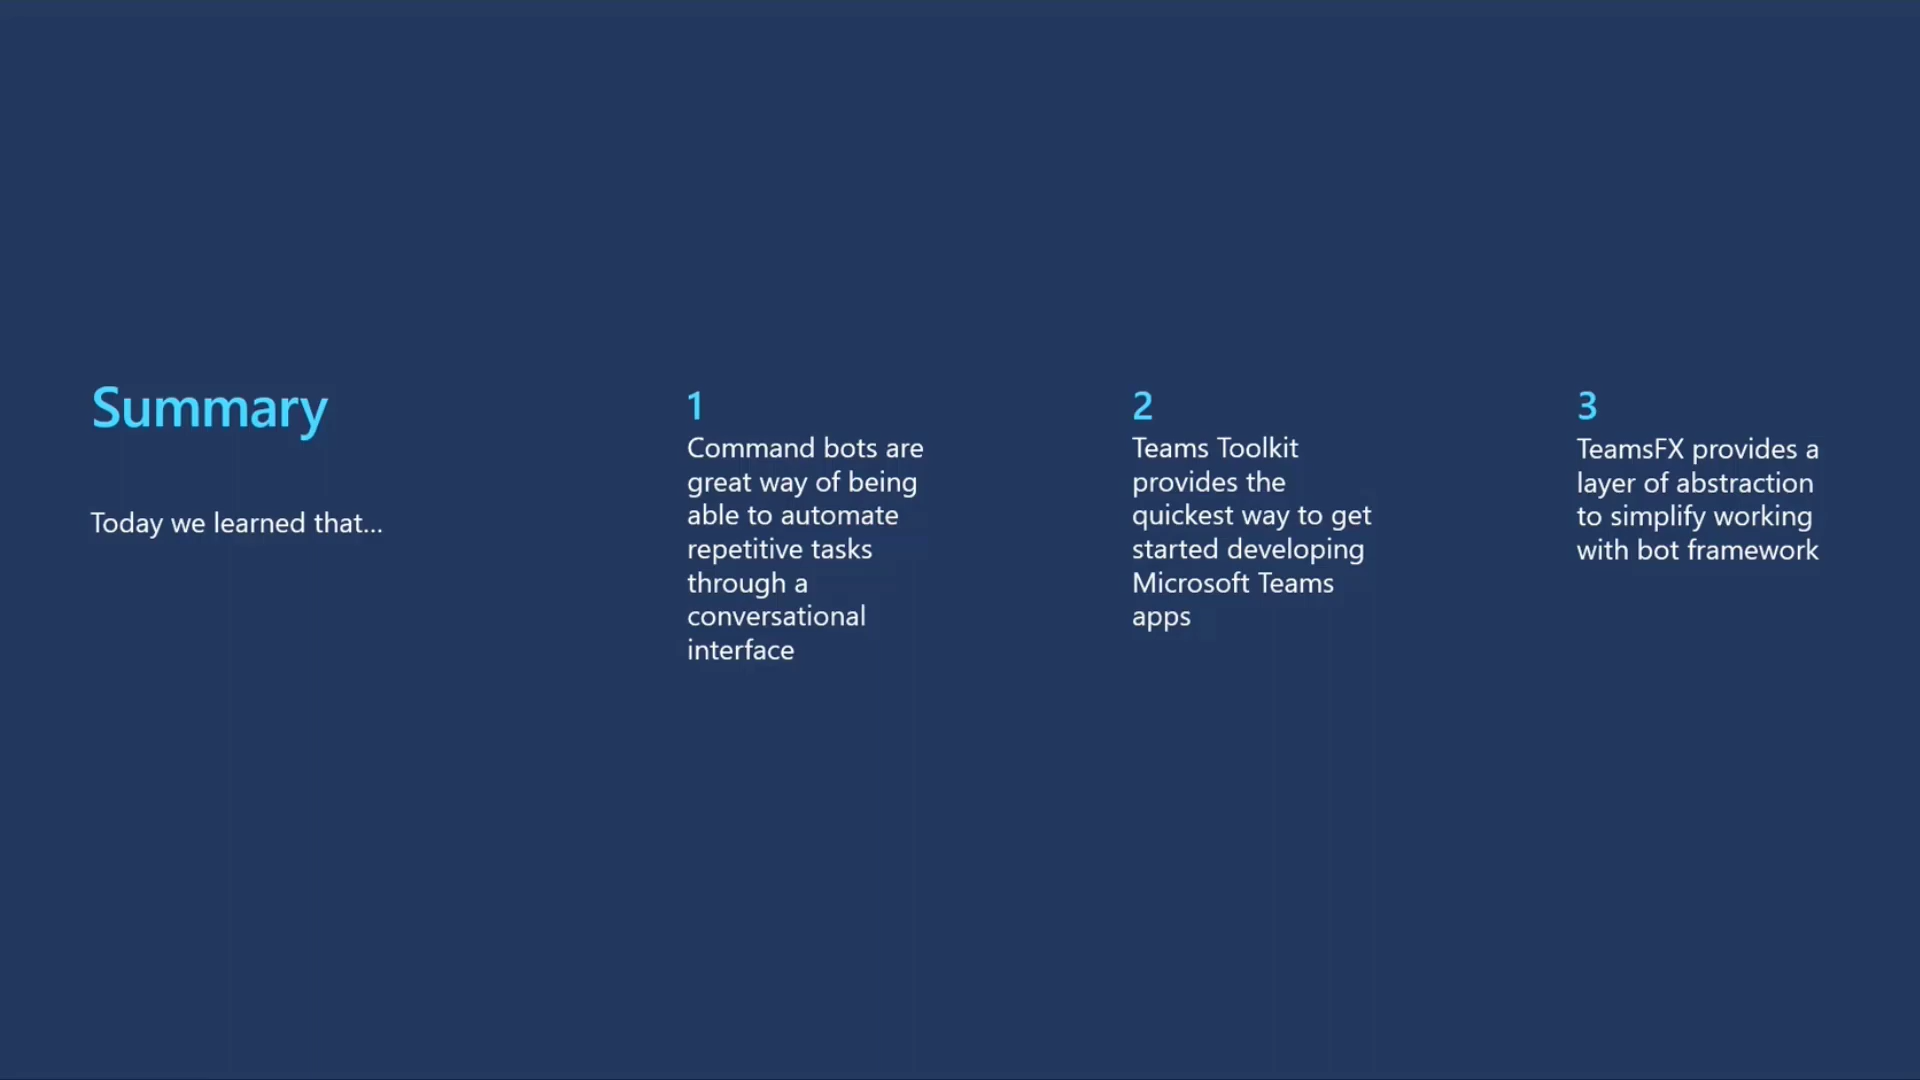 Summary
Today we learned that...
1
Command bots are
great way of being
able to automate
repetitive tasks
through a
conversational
interface
2
Teams Toolkit
provides the
quickest way to get
started developing
Microsoft Teams
apps
3
TeamsFX provides a
layer of abstraction
to simplify working
with bot framework